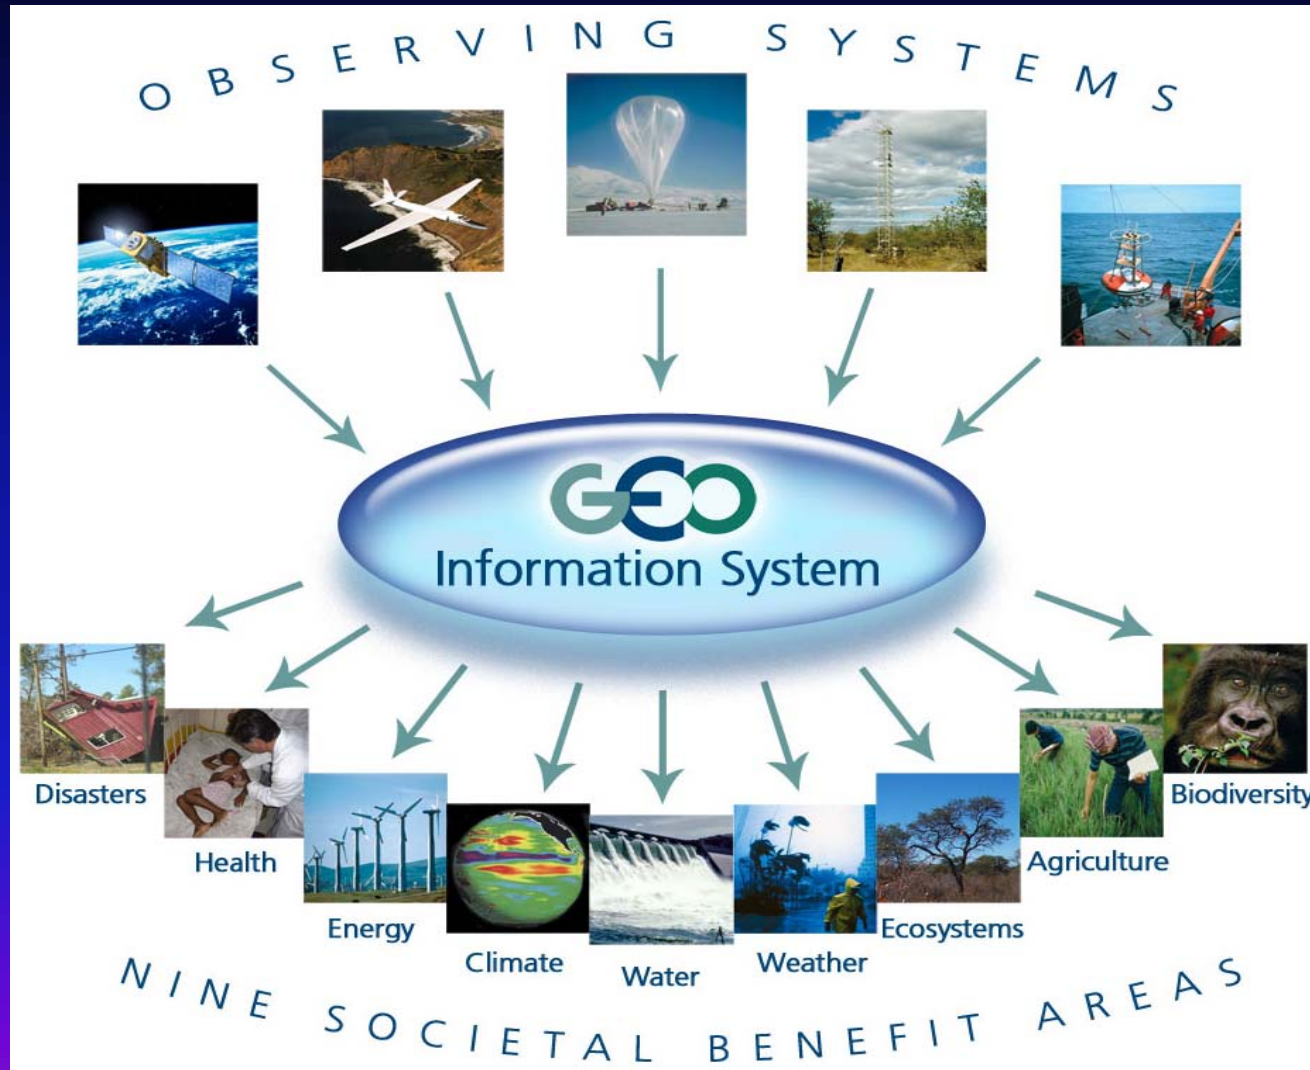 OBSERVING SYSTEMS
GEO
Information System
Disasters
Health
Energy
Climate
Water
Weather
Ecosystems
Agriculture
Biodiversity
NINE SOCIETAL BENEFIT AREAS